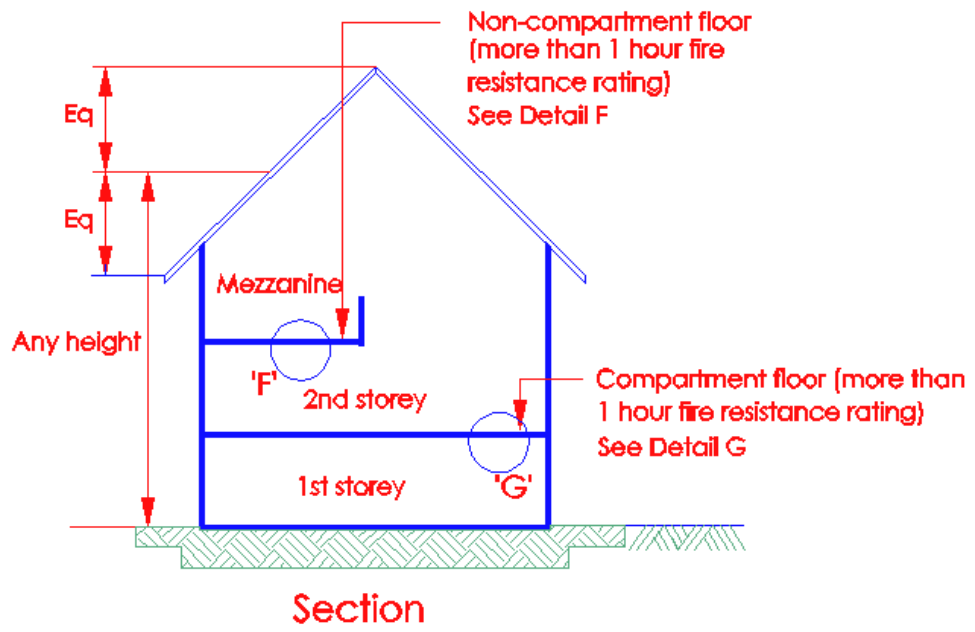 Non-compartment floor
(more than 1 hour fire
resistance rating)
See Detail F
Eq
Eq
Mezzanine
Any height
'F'
2nd storey
Compartment floor (more than
1 hour fire resistance rating)
See Detail G
1st storey
'G'
Section